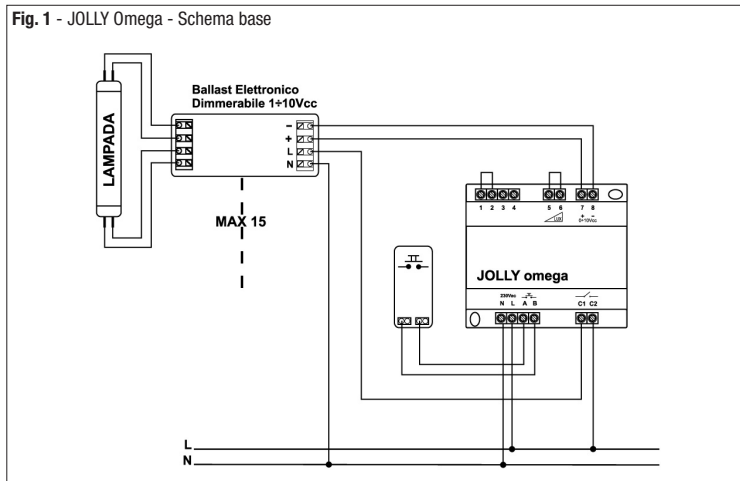 Fig. 1 - JOLLY Omega - Schema base
Ballast Elettronico
Dimmerabile 1÷10Vcc
LAMPADA
–
+
L
N
MAX 15
1 2 3 4 5 6 7 8
LUX
+ –
0÷10Vcc
JOLLY omega
230Vac
N L A B C1 C2
L
N